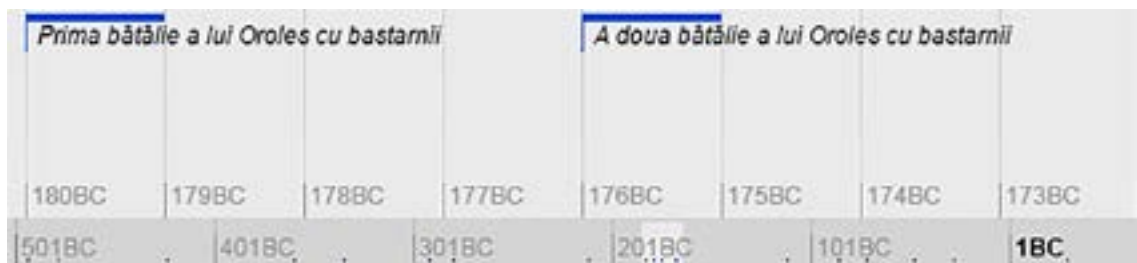 Prima bătălie a lui Oroles cu bastarnii A doua bătălie a lui Oroles cu bastarnii
180BC 179BC 178BC 177BC 176BC 175BC 174BC 173BC
501BC 401BC 301BC 201BC 101BC 1BC